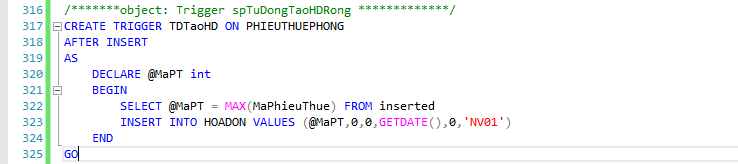 316 /*******object: Trigger spTuDongTaoHDRong *************/
317 CREATE TRIGGER TDTaoHD ON PHIEUTHUEPHONG
318 AFTER INSERT
319 AS
320 DECLARE @MaPT int
321 BEGIN
322 SELECT @MaPT = MAX(MaPhieuThue) FROM inserted
323 INSERT INTO HOADON VALUES (@MaPT,0,0,GETDATE(),0,'NV01')
324 END
325 GO